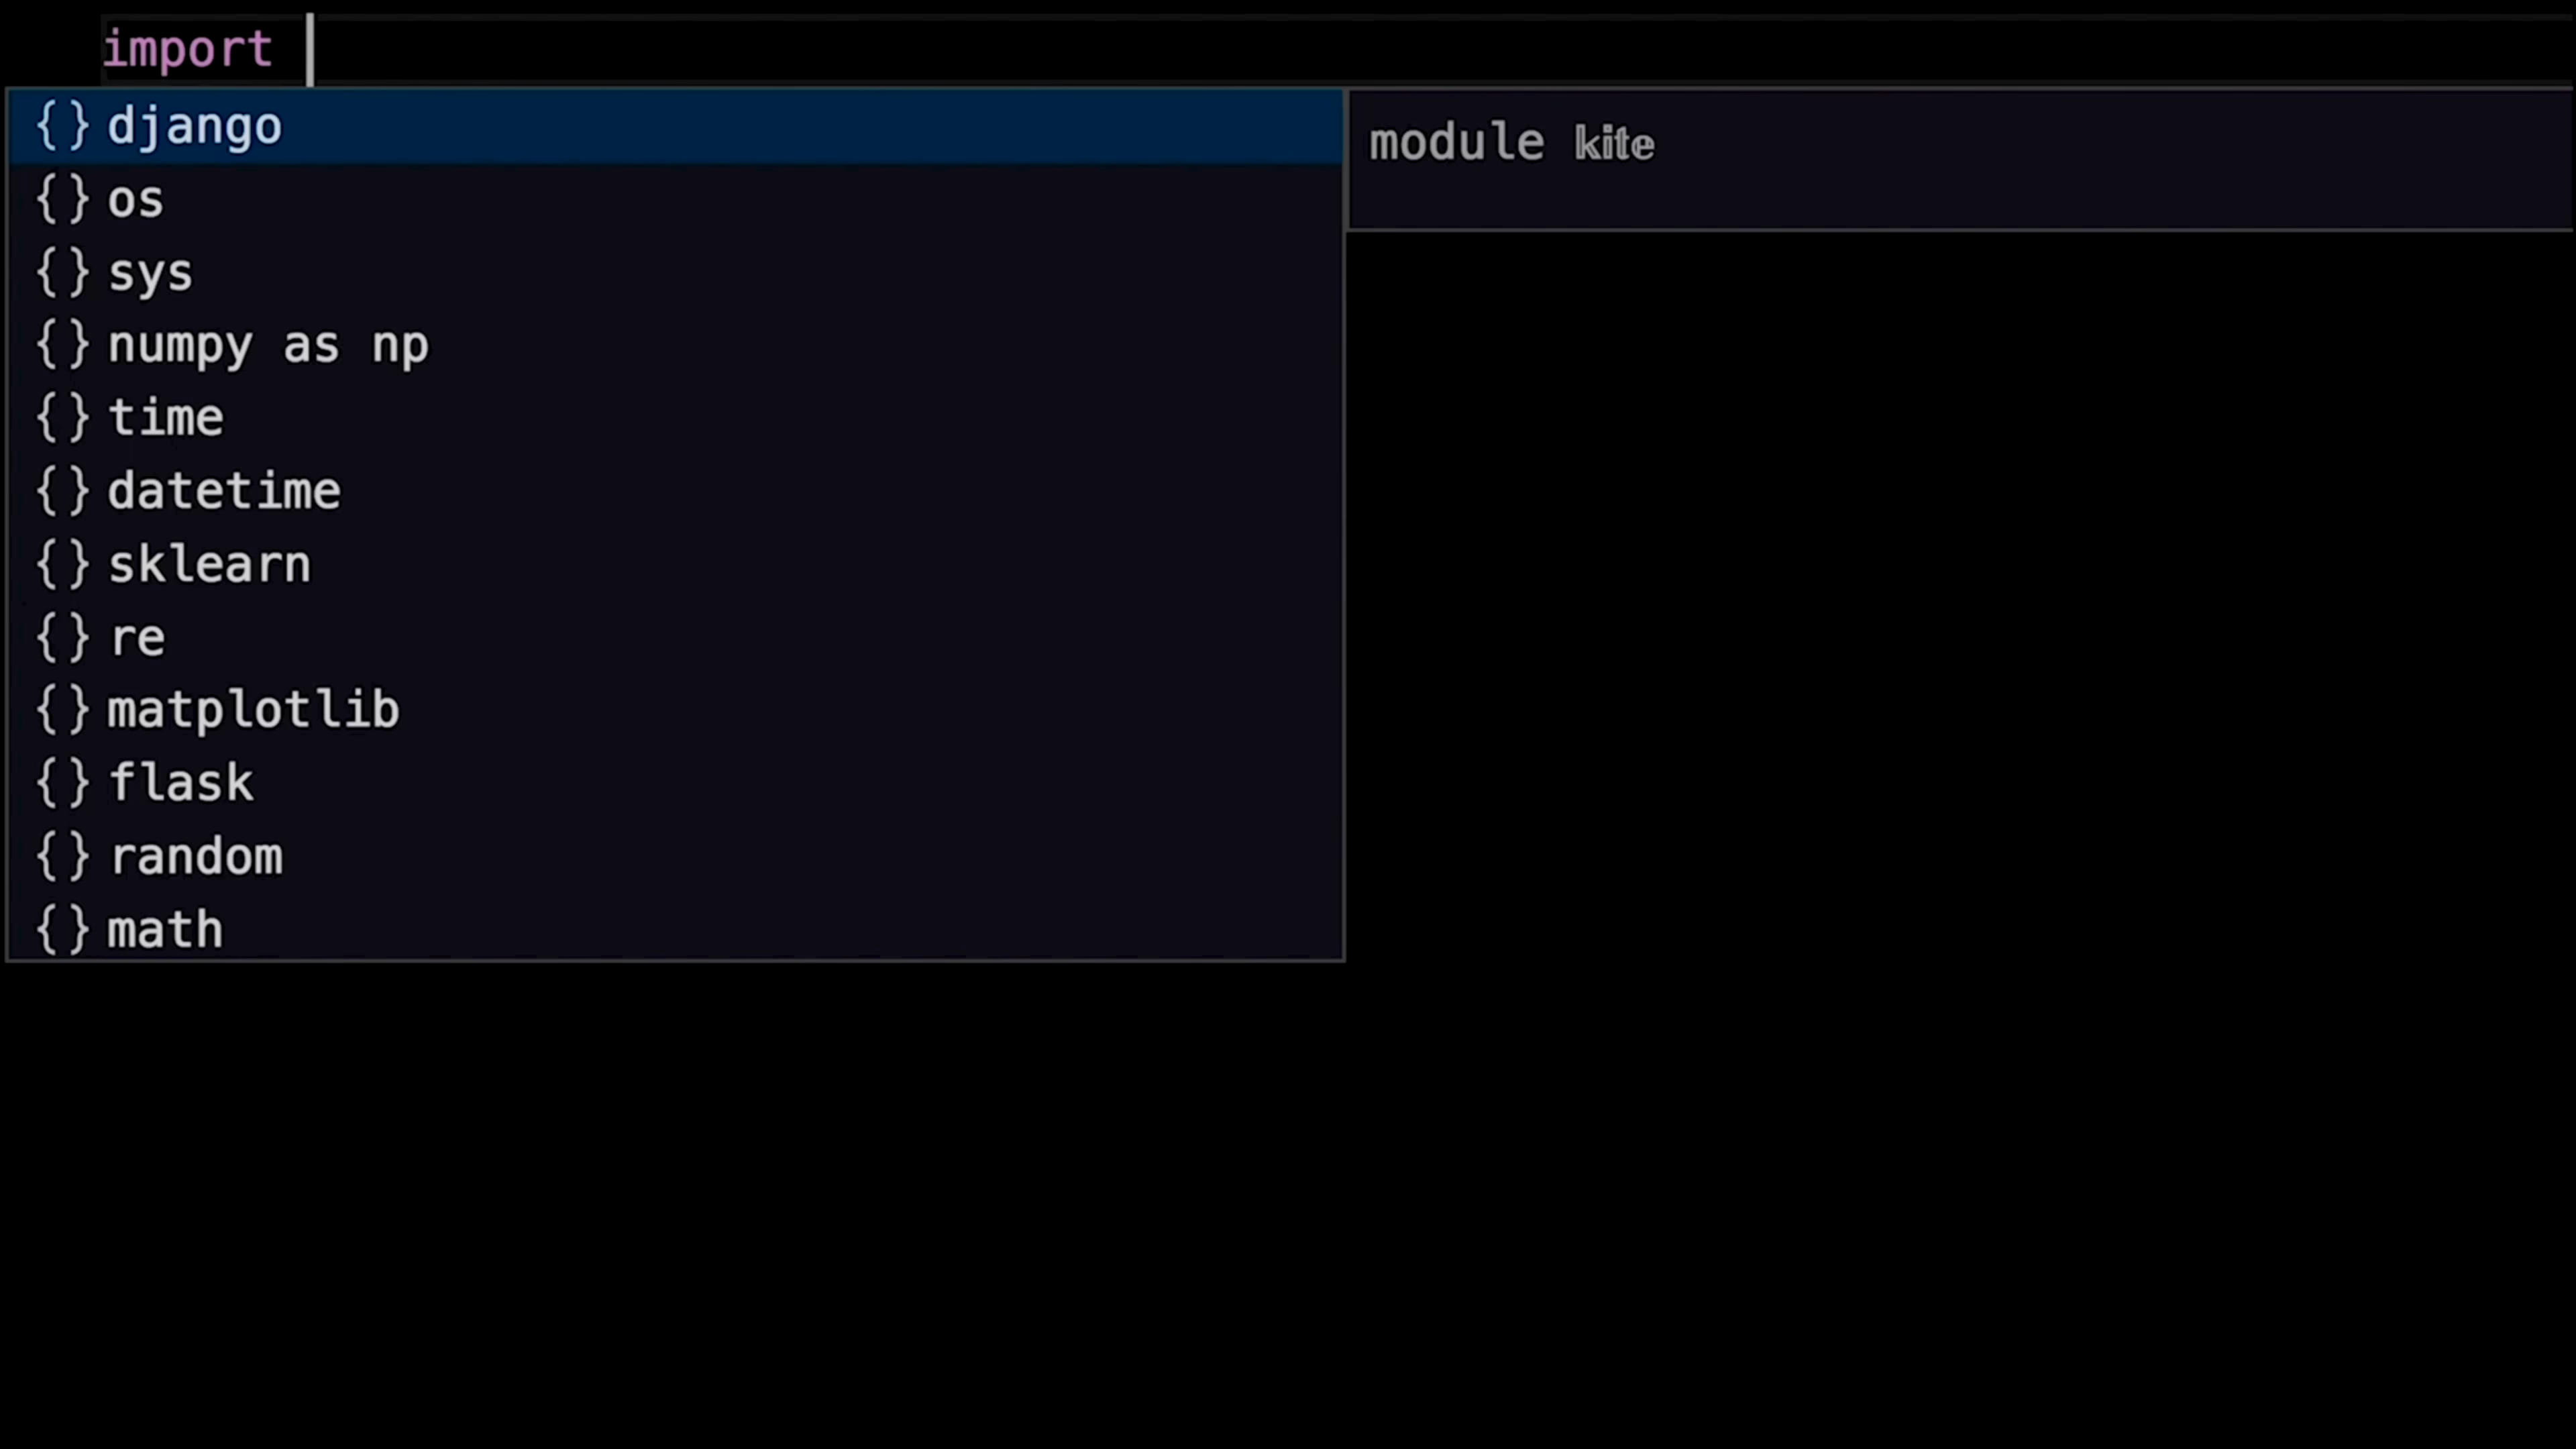 import
{} django
module 𝕜𝕚𝕥𝕖
{} os
{} sys
{} numpy as np
{} time
{} datetime
{} sklearn
{} re
{} matplotlib
{} flask
{} random
{} math